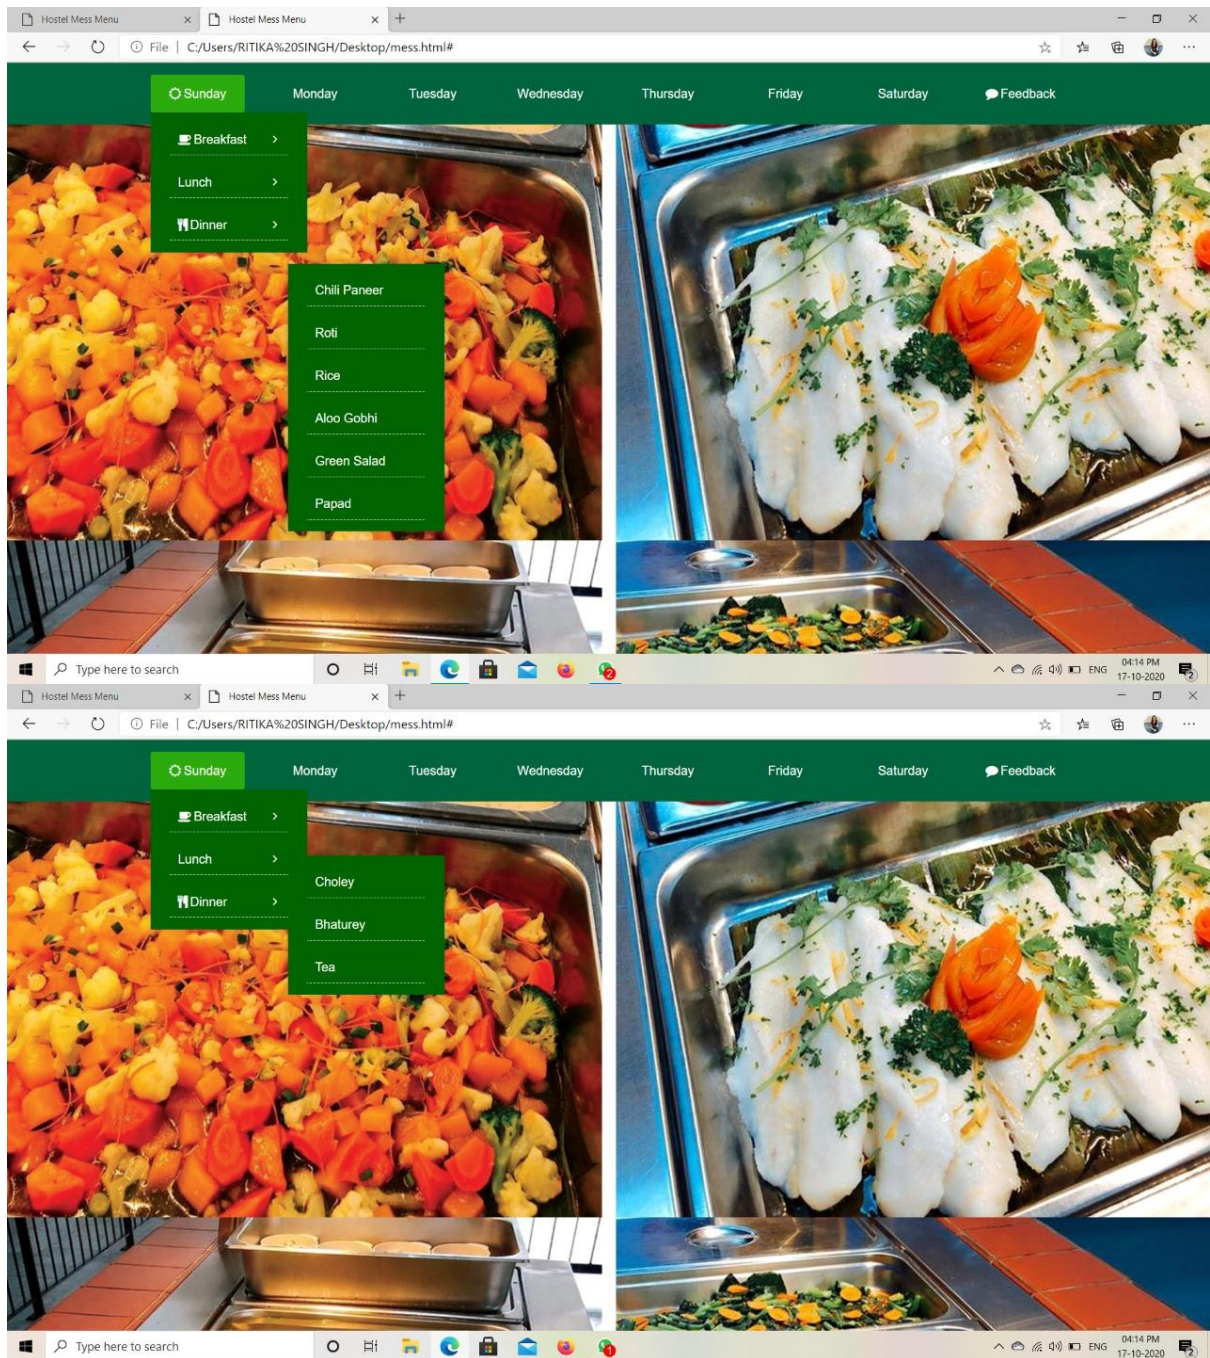 Hostel Mess Menu Hostel Mess Menu
File | C:/Users/RITIKA%20SINGH/Desktop/mess.html#
Sunday Monday Tuesday Wednesday Thursday Friday Saturday Feedback
Breakfast
Lunch
Dinner
Chili Paneer
Roti
Rice
Aloo Gobhi
Green Salad
Papad
Type here to search 2 ENG 04:14 PM
17-10-2020 2
Hostel Mess Menu Hostel Mess Menu
File | C:/Users/RITIKA%20SINGH/Desktop/mess.html#
Sunday Monday Tuesday Wednesday Thursday Friday Saturday Feedback
Breakfast
Lunch
Dinner
Choley
Bhaturey
Tea
Type here to search 1 ENG 04:14 PM
17-10-2020 2